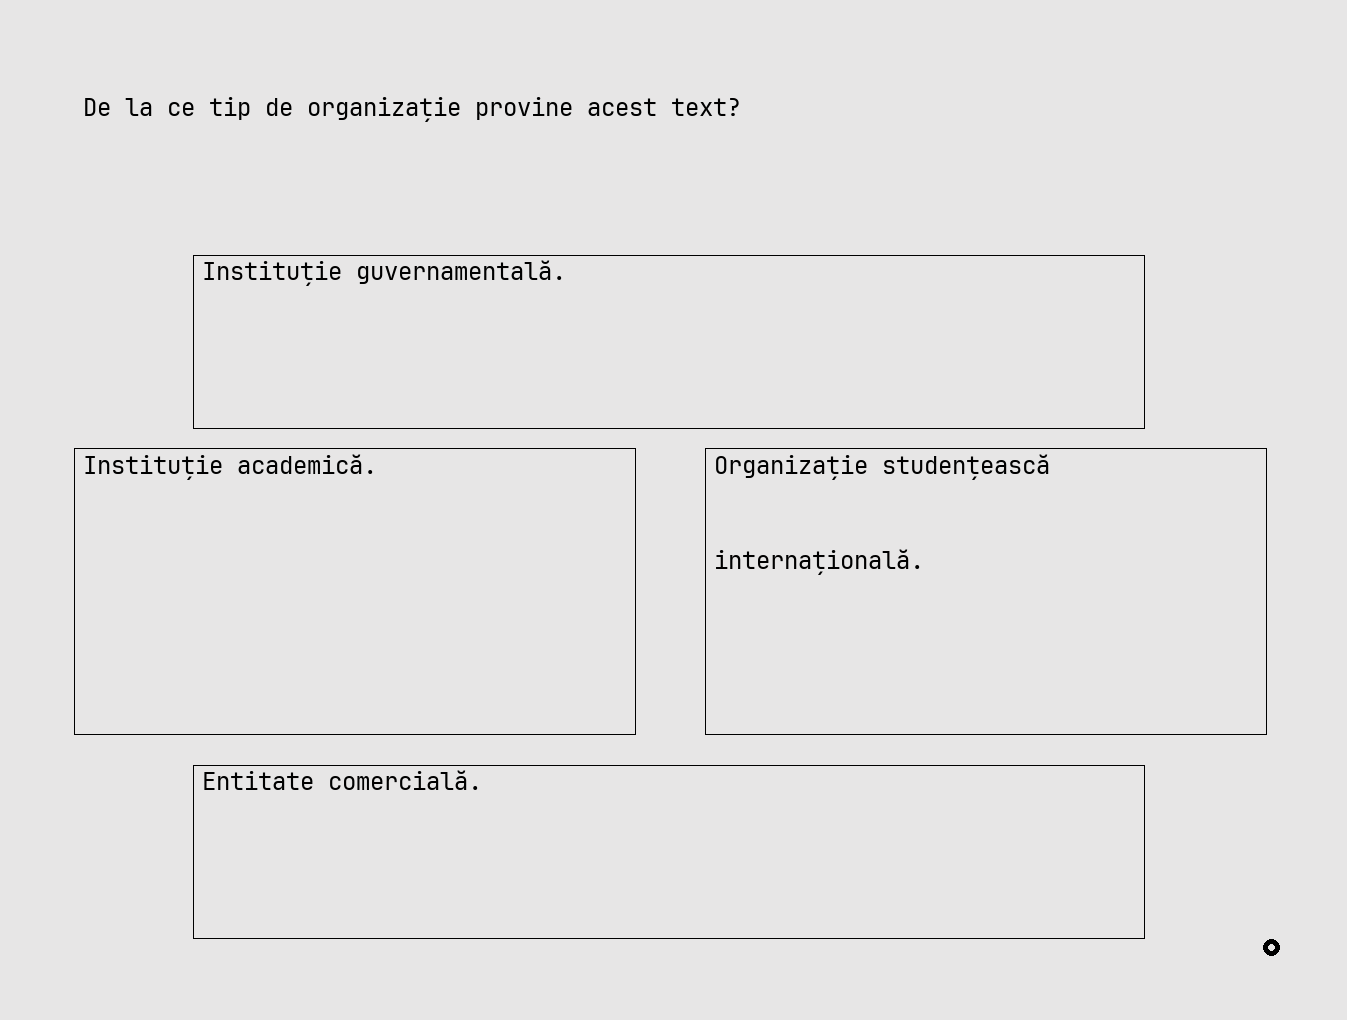 De la ce tip de organizație provine acest text?
Instituție guvernamentală.
Instituție academică.
Organizație studențească
internațională.
Entitate comercială.